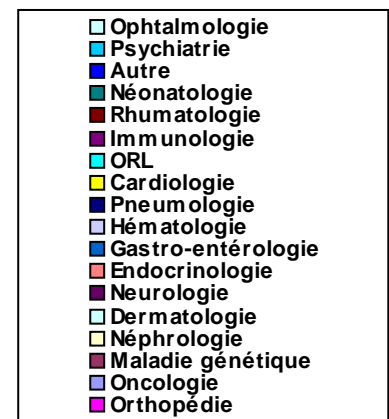 Ophtalmologie
Psychiatrie
Autre
Néonatologie
Rhumatologie
Immunologie
ORL
Cardiologie
Pneumologie
Hématologie
Gastro-entérologie
Endocrinologie
Neurologie
Dermatologie
Néphrologie
Maladie génétique
Oncologie
Orthopédie